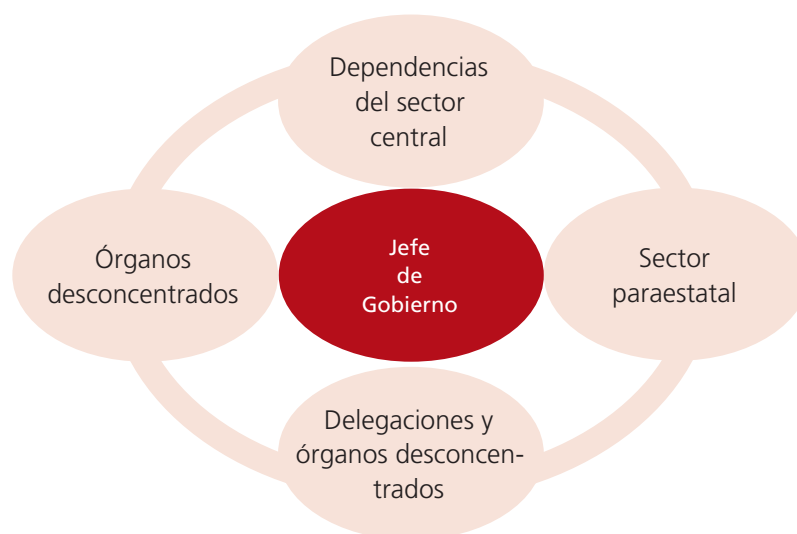 Dependencias
del sector
central
Órganos
desconcentrados
Jefe
de
Gobierno
Sector
paraestatal
Delegaciones y
órganos desconcen-
trados